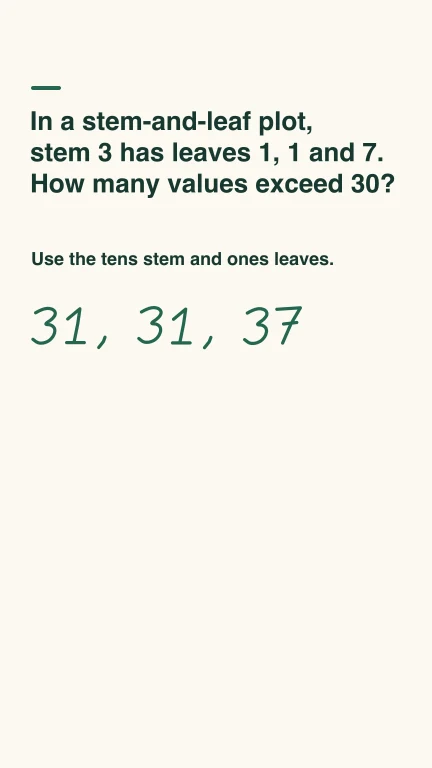 In a stem-and-leaf plot,
stem 3 has leaves 1, 1 and 7.
How many values exceed 30?
Use the tens stem and ones leaves.
31, 31, 37